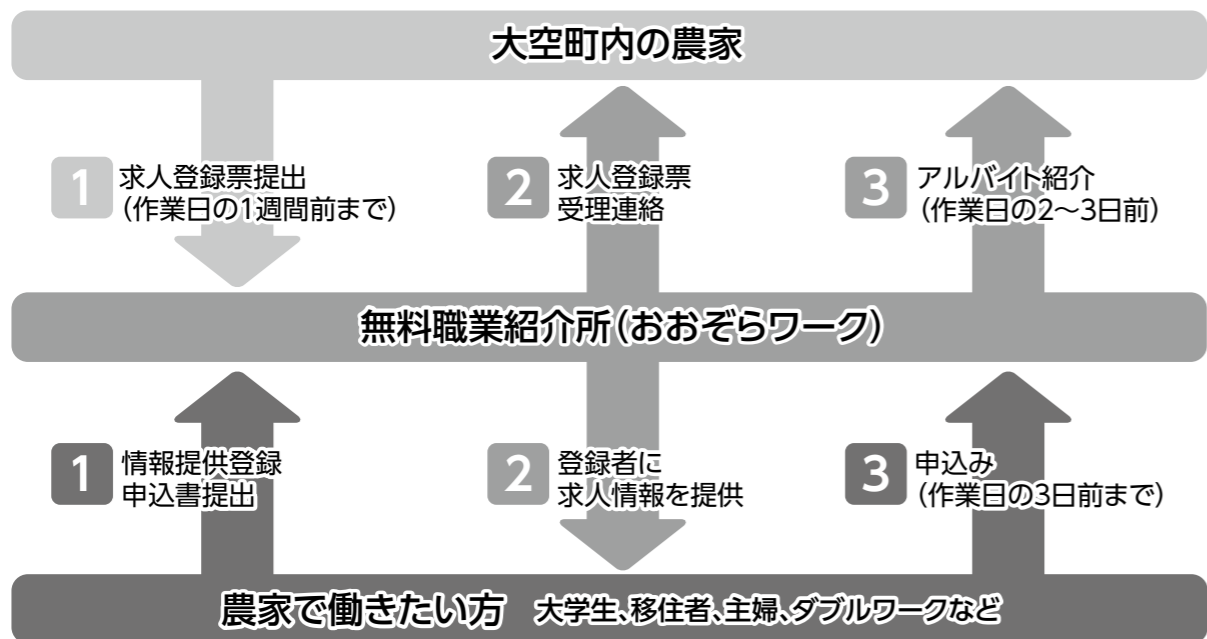 大空町内の農家
1 求人登録票提出
(作業日の1週間前まで)
2 求人登録票
受理連絡
3 アルバイト紹介
(作業日の2〜3日前)
無料職業紹介所(おおぞらワーク)
1 情報提供登録
申込書提出
2 登録者に
求人情報を提供
3 申込み
(作業日の3日前まで)
農家で働きたい方 大学生、移住者、主婦、ダブルワークなど